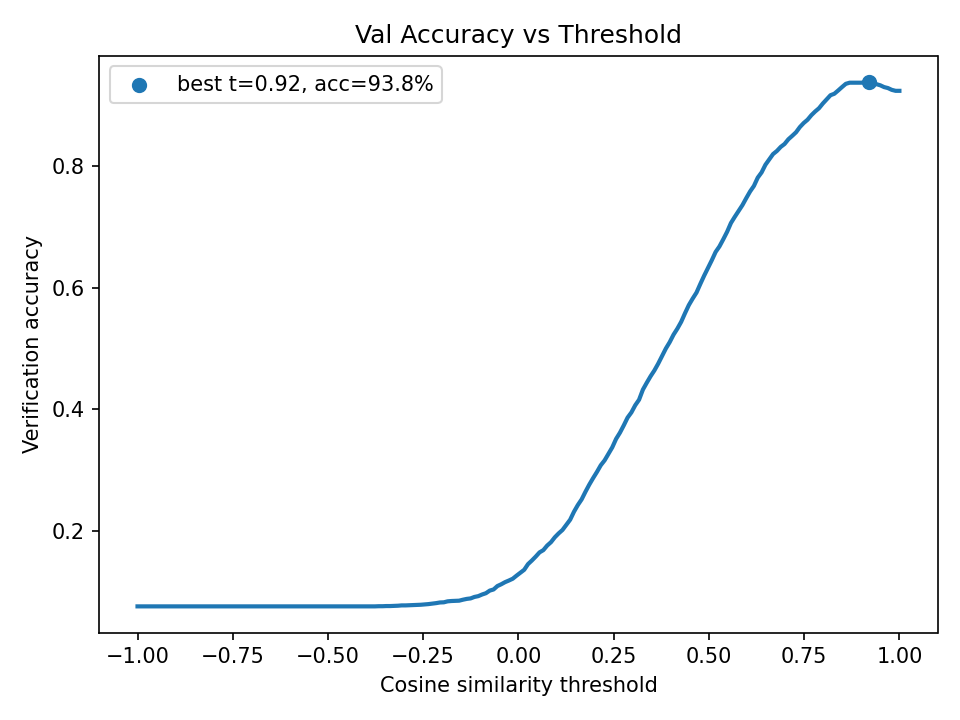 Val Accuracy vs Threshold
best t=0.92, acc=93.8%
Verification accuracy
0.8
0.6
0.4
0.2
−1.00 −0.75 −0.50 −0.25 0.00 0.25 0.50 0.75 1.00
Cosine similarity threshold